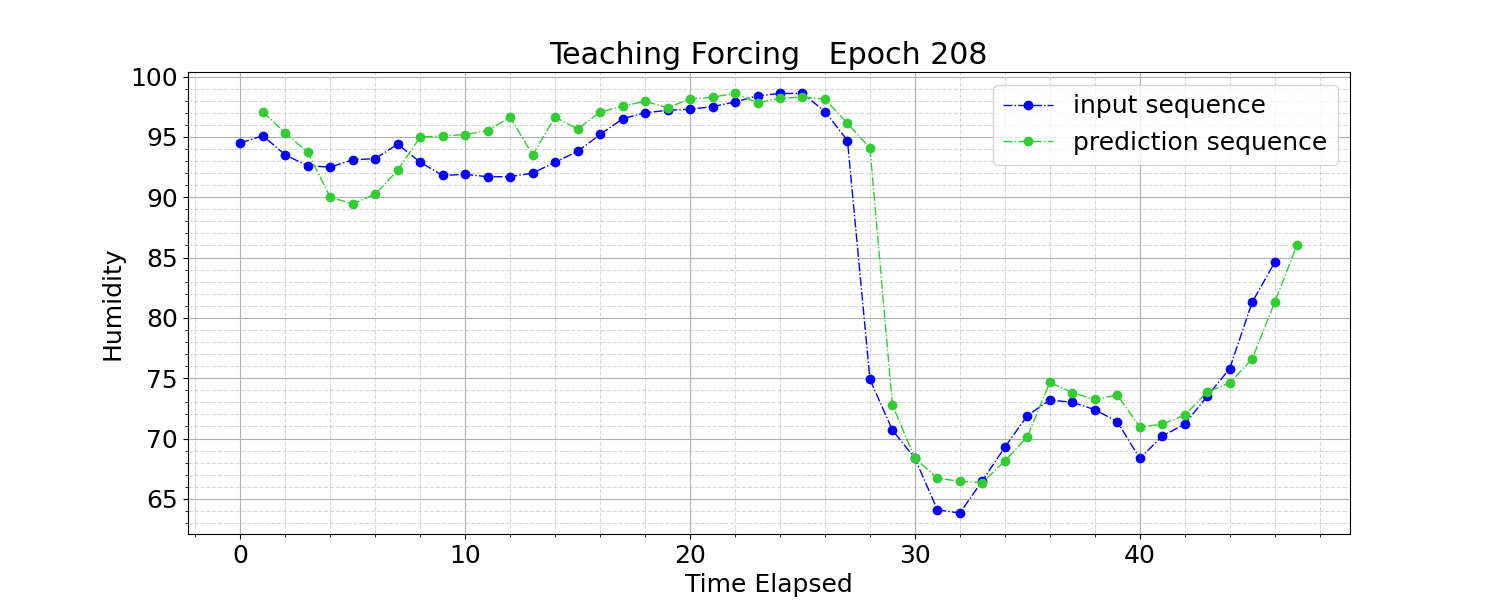 Teaching Forcing   Epoch 208
100
95
90
85
80
75
70
65
Humidity
input sequence
prediction sequence
0 10 20 30 40
Time Elapsed